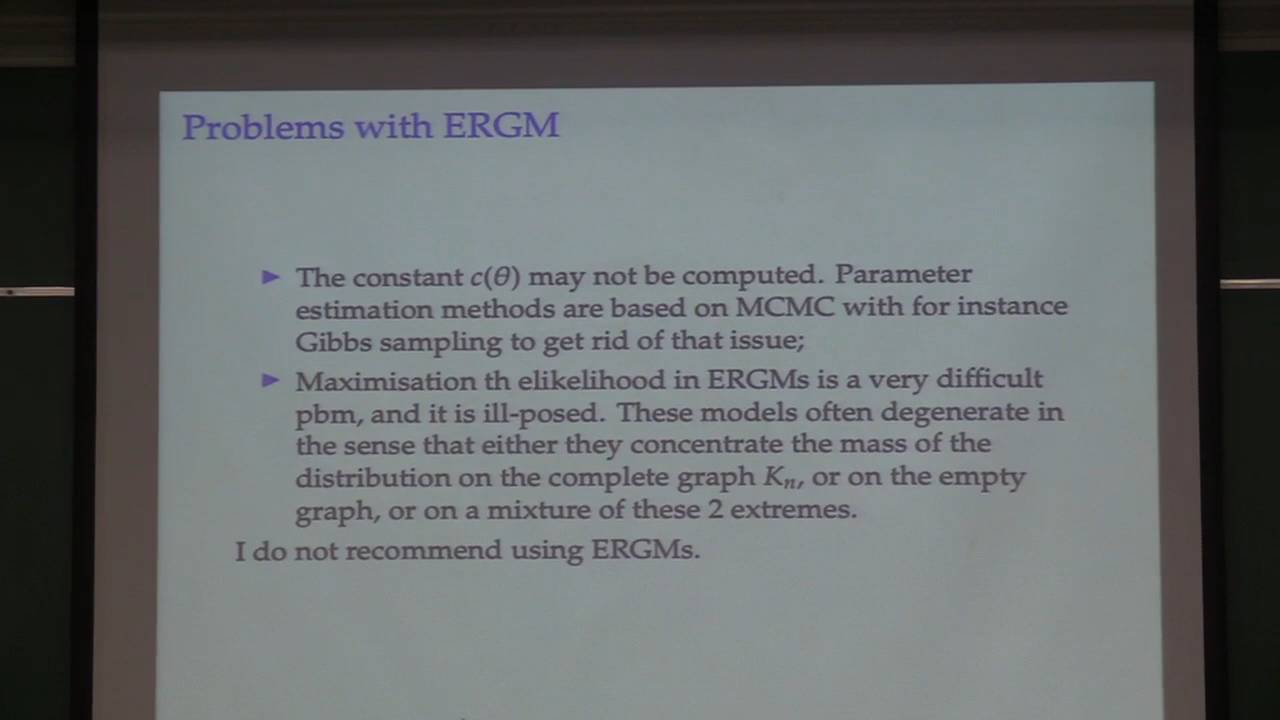 Problems with ERGM
▶ The constant c(θ) may not be computed. Parameter
estimation methods are based on MCMC with for instance
Gibbs sampling to get rid of that issue;
▶ Maximisation th elikelihood in ERGMs is a very difficult
pbm, and it is ill-posed. These models often degenerate in
the sense that either they concentrate the mass of the
distribution on the complete graph Kₙ, or on the empty
graph, or on a mixture of these 2 extremes.
I do not recommend using ERGMs.